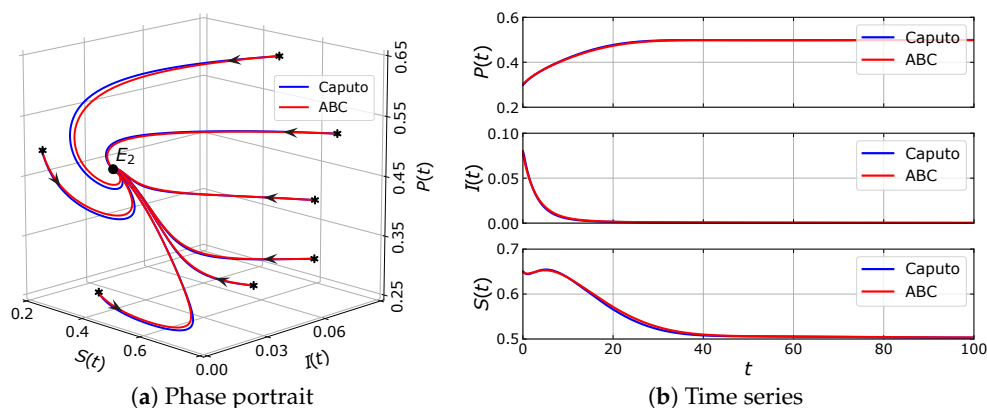 0.65
0.55
0.45
0.35
0.25
P(t)
Caputo
ABC
E2
0.2
0.4
0.6
S(t)
0.00
0.03
0.06
I(t)
(a) Phase portrait
0.6
0.4
0.2
P(t)
Caputo
ABC
0.10
0.05
0.00
I(t)
Caputo
ABC
0.7
0.6
0.5
S(t)
Caputo
ABC
0 20 40 60 80 100
t
(b) Time series